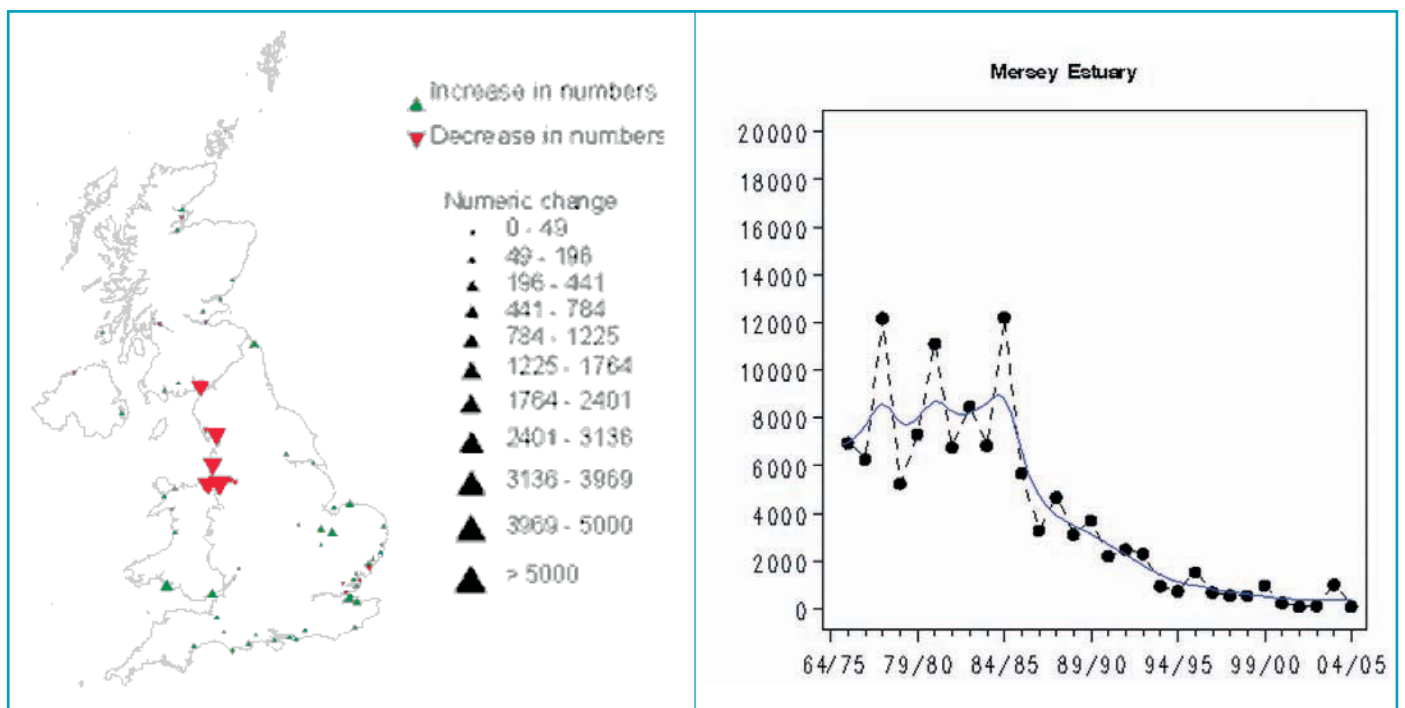 Increase in numbers
Decrease in numbers
Numeric change
0 - 49
49 - 196
196 - 441
441 - 784
784 - 1225
1225 - 1764
1764 - 2401
2401 - 3136
3136 - 3969
3969 - 5000
> 5000
Mersey Estuary
20000
18000
16000
14000
12000
10000
8000
6000
4000
2000
0
64/75 79/80 84/85 89/90 94/95 99/00 04/05